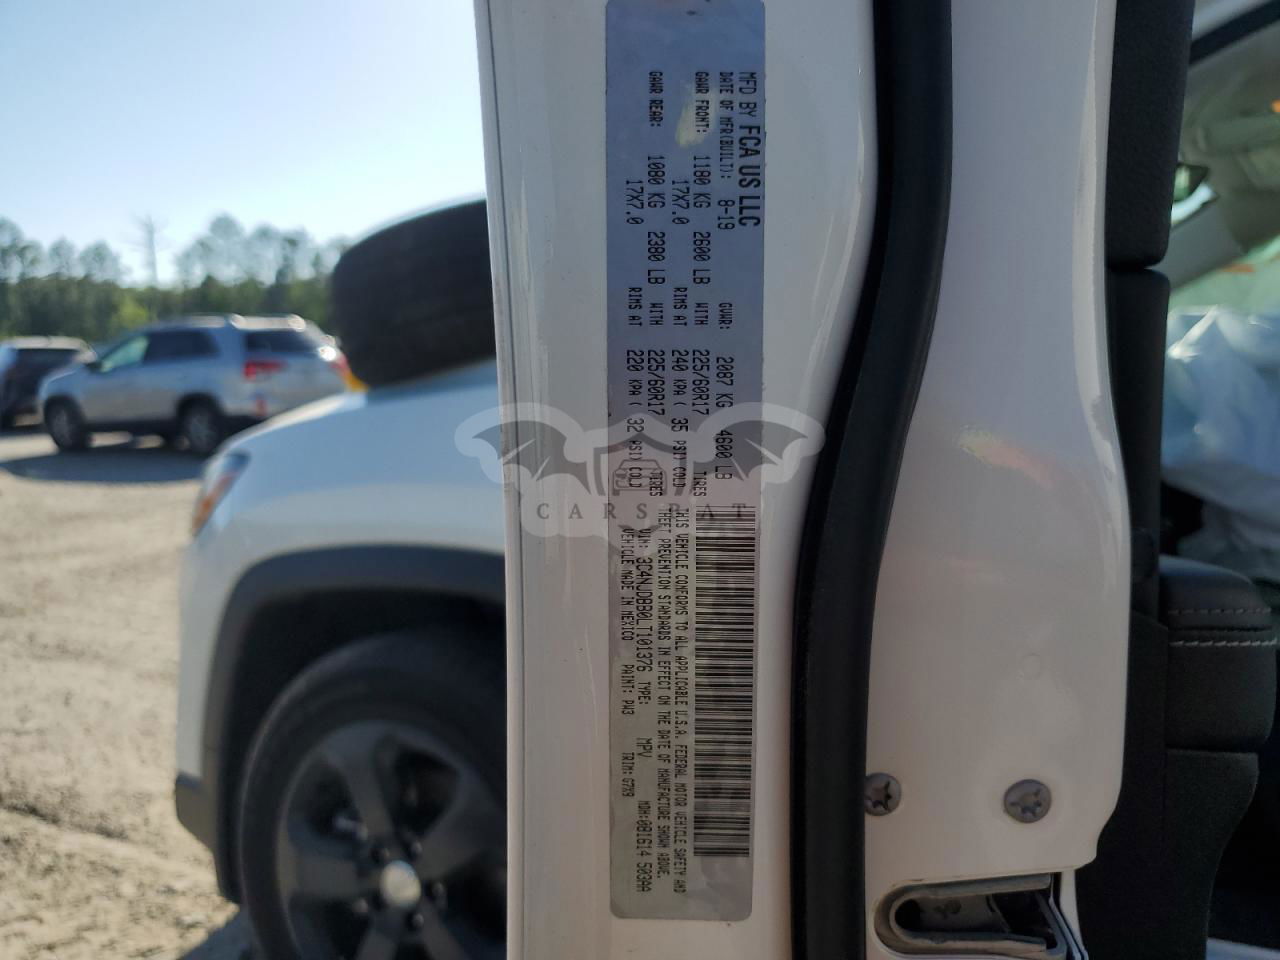 MFD BY FCA US LLC
DATE OF MFR(BUILT): 8-19 GVWR: 2087 KG 4600 LB
GAWR FRONT: 1180 KG 2600 LB WITH 225/60R17 TIRES
17X7.0 RIMS AT 240 KPA ( 35 PSI) COLD
GAWR REAR: 1080 KG 2380 LB WITH 225/60R17 TIRES
17X7.0 RIMS AT 220 KPA ( 32 PSI) COLD
THIS VEHICLE CONFORMS TO ALL APPLICABLE U.S.A. FEDERAL MOTOR VEHICLE SAFETY AND
THEFT PREVENTION STANDARDS IN EFFECT ON THE DATE OF MANUFACTURE SHOWN ABOVE.
VIN: 3C4NJDBB0LT101376 TYPE: MPV MDH:081614 503AA
VEHICLE MADE IN MEXICO PAINT: PW3 TRIM: G7X9